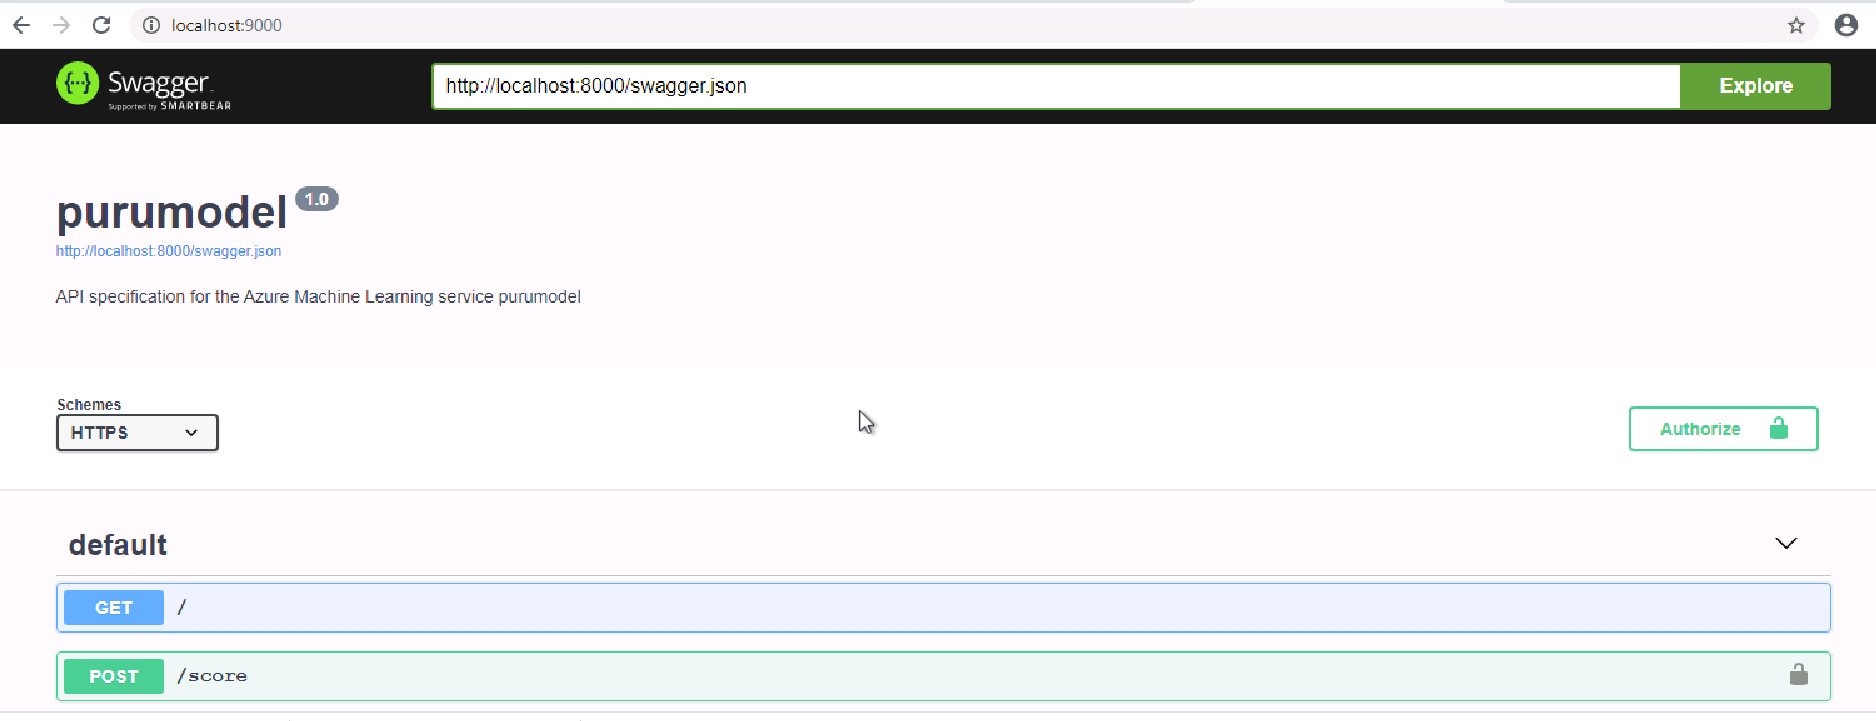 localhost:9000
Swagger
Supported by SMARTBEAR
http://localhost:8000/swagger.json
Explore
purumodel 1.0
http://localhost:8000/swagger.json
API specification for the Azure Machine Learning service purumodel
Schemes
HTTPS
Authorize
default
GET /
POST /score